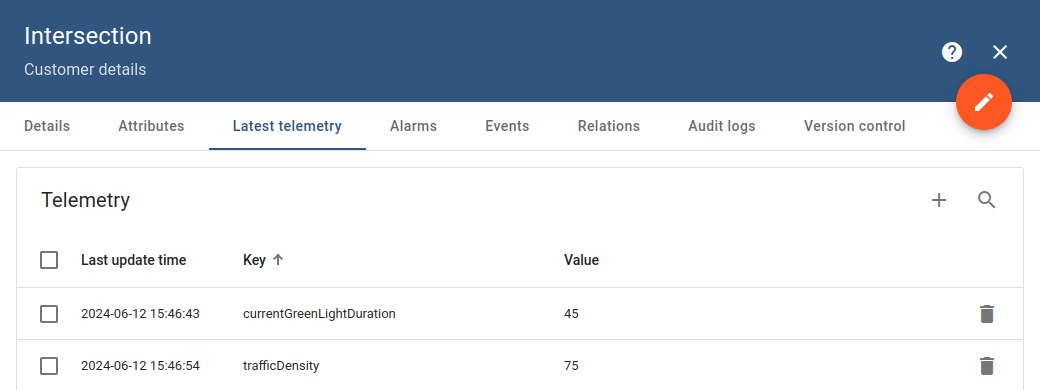 Intersection
Customer details
?
Details Attributes Latest telemetry Alarms Events Relations Audit logs Version control
Telemetry
Last update time Key Value
2024-06-12 15:46:43 currentGreenLightDuration 45
2024-06-12 15:46:54 trafficDensity 75